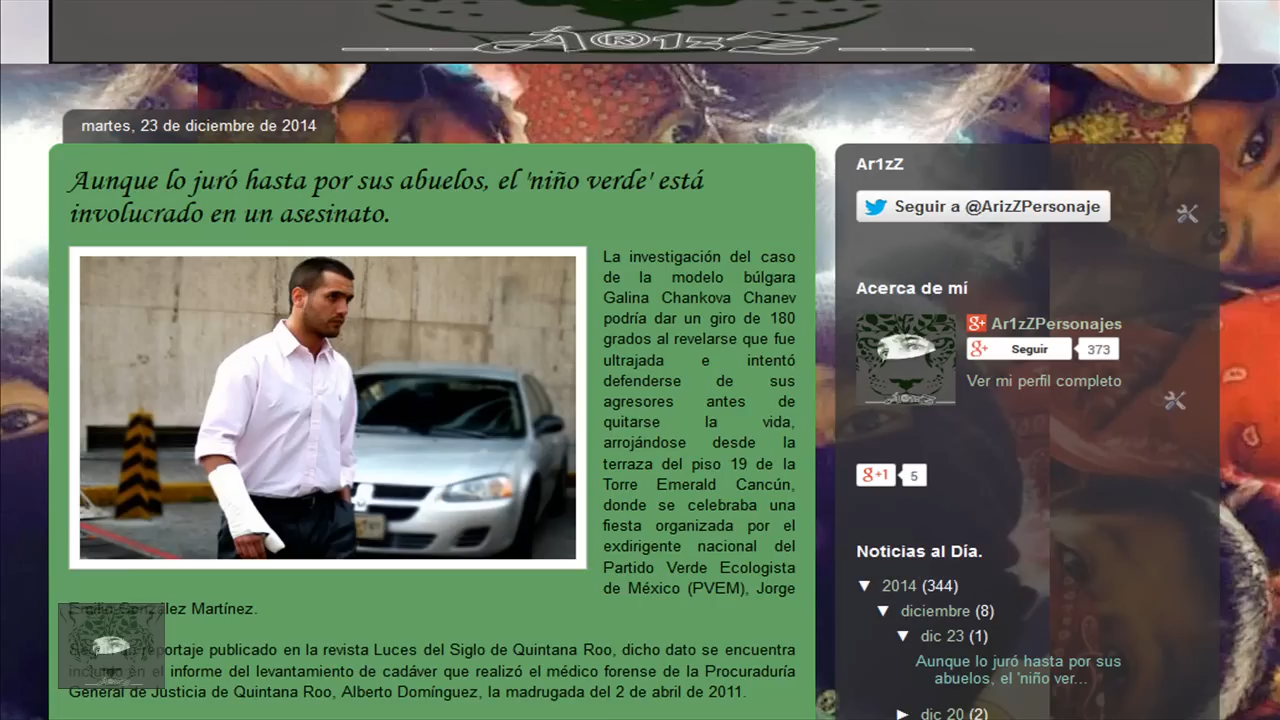 Ar1zZ
martes, 23 de diciembre de 2014
Aunque lo juró hasta por sus abuelos, el 'niño verde' está
involucrado en un asesinato.
La investigación del caso
de la modelo búlgara
Galina Chankova Chanev
podría dar un giro de 180
grados al revelarse que fue
ultrajada e intentó
defenderse de sus
agresores antes de
quitarse la vida,
arrojándose desde la
terraza del piso 19 de la
Torre Emerald Cancún,
donde se celebraba una
fiesta organizada por el
exdirigente nacional del
Partido Verde Ecologista
de México (PVEM), Jorge
Emilio González Martínez.
reportaje publicado en la revista Luces del Siglo de Quintana Roo, dicho dato se encuentra
en el informe del levantamiento de cadáver que realizó el médico forense de la Procuraduría
General de Justicia de Quintana Roo, Alberto Domínguez, la madrugada del 2 de abril de 2011.
Ar1zZ
Seguir a @ArizZPersonaje
Acerca de mí
g+ Ar1zZPersonajes
g+ Seguir 373
Ver mi perfil completo
g+1 5
Noticias al Día.
▼ 2014 (344)
▼ diciembre (8)
▼ dic 23 (1)
Aunque lo juró hasta por sus
abuelos, el 'niño ver...
► dic 20 (2)